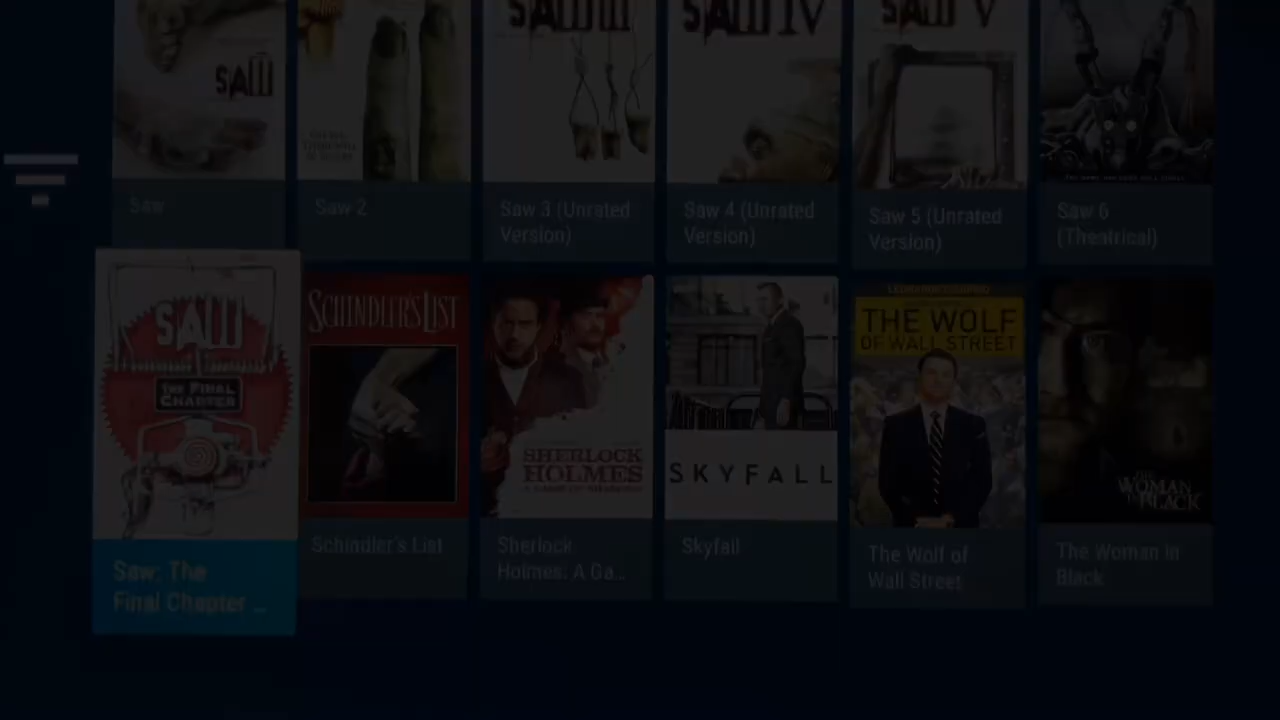 SAW
SAW III
SAW IV
SAW V
Saw
Saw 2
Saw 3 (Unrated
Version)
Saw 4 (Unrated
Version)
Saw 5 (Unrated
Version)
Saw 6
(Theatrical)
SAW
THE FINAL
CHAPTER
SCHINDLER'S LIST
SHERLOCK
HOLMES
SKYFALL
THE WOLF
OF WALL STREET
THE
WOMAN
IN BLACK
Saw: The
Final Chapter ...
Schindler's List
Sherlock
Holmes: A Ga...
Skyfall
The Wolf of
Wall Street
The Woman in
Black